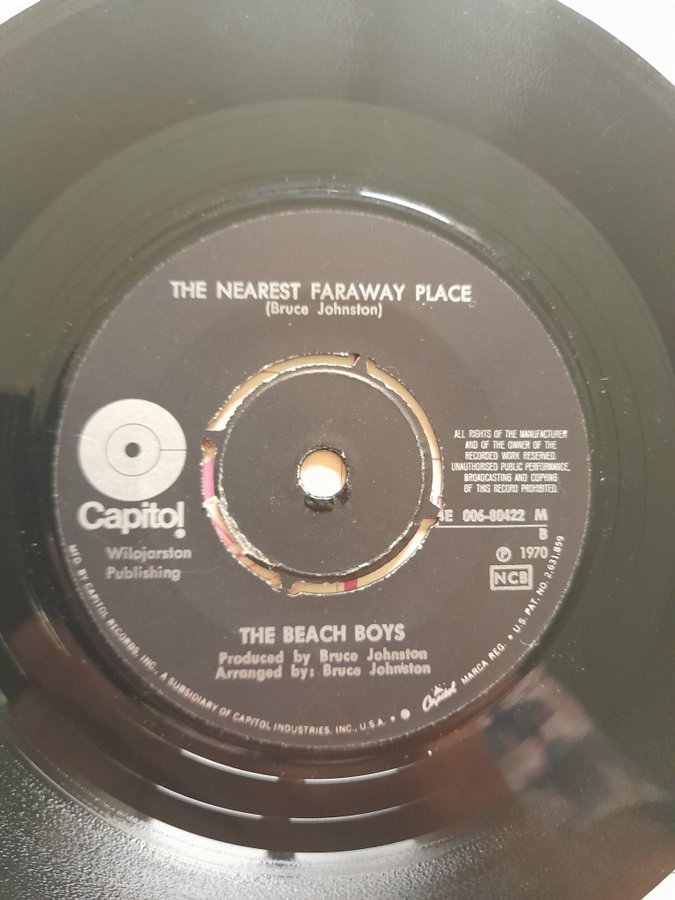 THE NEAREST FARAWAY PLACE
(Bruce Johnston)
ALL RIGHTS OF THE MANUFACTURER
AND OF THE OWNER OF THE
RECORDED WORK RESERVED.
UNAUTHORISED PUBLIC PERFORMANCE,
BROADCASTING AND COPYING
OF THIS RECORD PROHIBITED.
Capitol
4E 006-80422 M
B
Wilojarston
Publishing
℗ 1970
NCB
THE BEACH BOYS
Produced by Bruce Johnston
Arranged by: Bruce Johnston
MFD. BY CAPITOL RECORDS, INC., A SUBSIDIARY OF CAPITOL INDUSTRIES, INC., U.S.A. • Capitol MARCA REG. • U.S. PAT. NO. 2,631,859